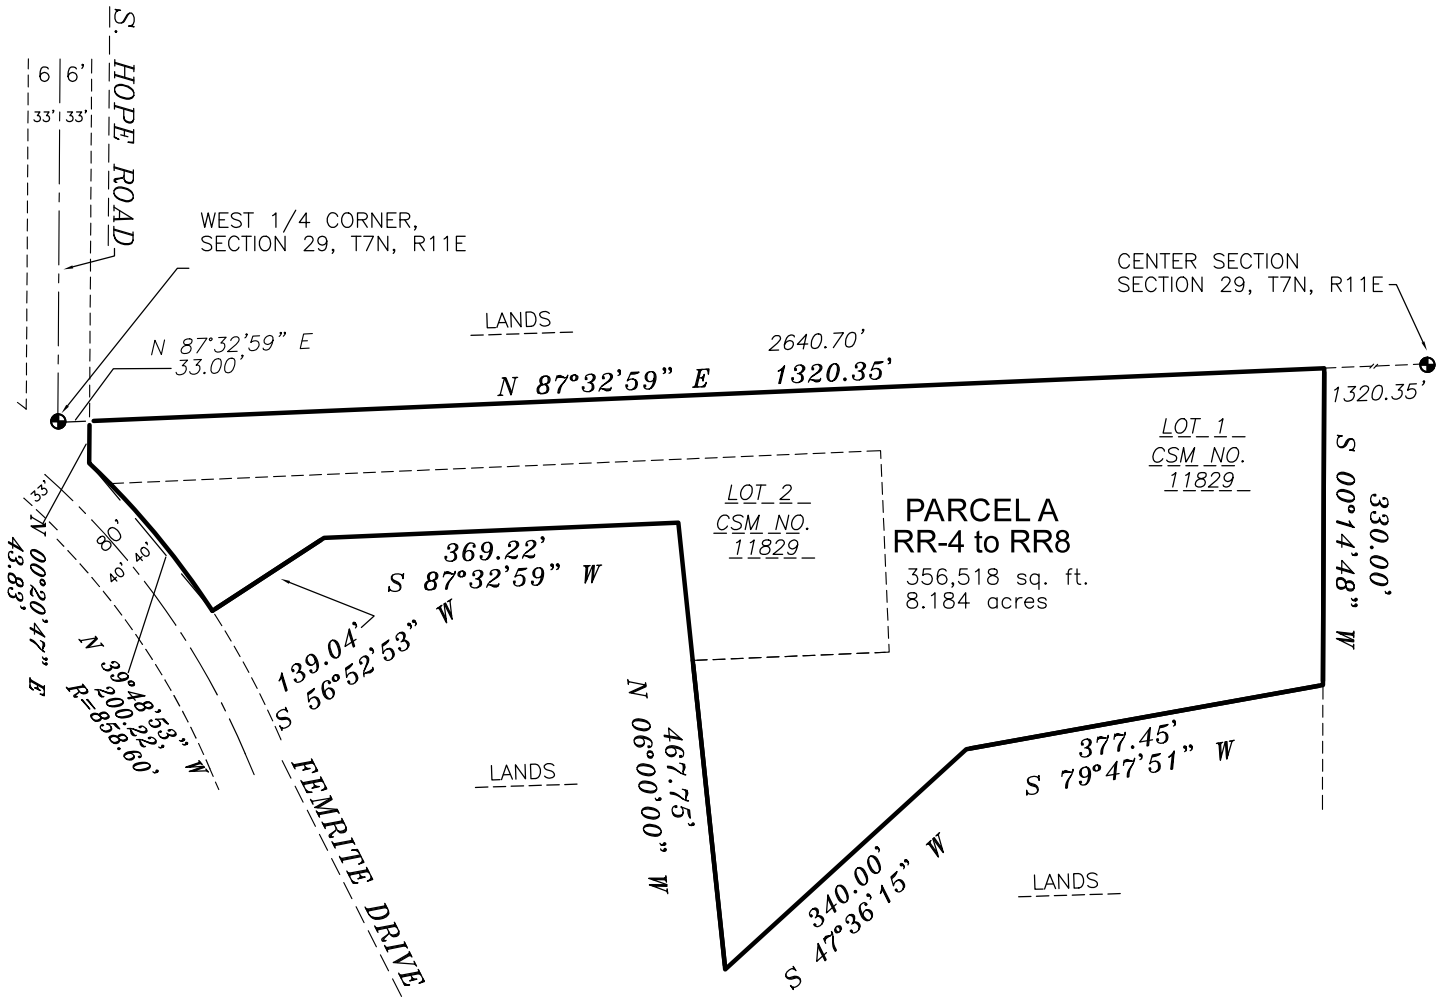 S. HOPE ROAD
6 6'
33' 33'
WEST 1/4 CORNER,
SECTION 29, T7N, R11E
CENTER SECTION
SECTION 29, T7N, R11E
LANDS
N 87°32'59" E
33.00'
2640.70'
N 87°32'59" E 1320.35'
1320.35'
LOT 1
CSM NO.
11829
S 00°14'48" W
330.00'
LOT 2
CSM NO.
11829
PARCEL A
RR-4 to RR8
356,518 sq. ft.
8.184 acres
33'
80'
40'
40'
N 00°20'47" E
43.83'
369.22'
S 87°32'59" W
139.04'
S 56°52'53" W
N 39°48'53" W
200.22'
R=858.60'
467.75'
N 06°00'00" W
377.45'
S 79°47'51" W
LANDS
340.00'
S 47°36'15" W
LANDS
FEMRITE DRIVE